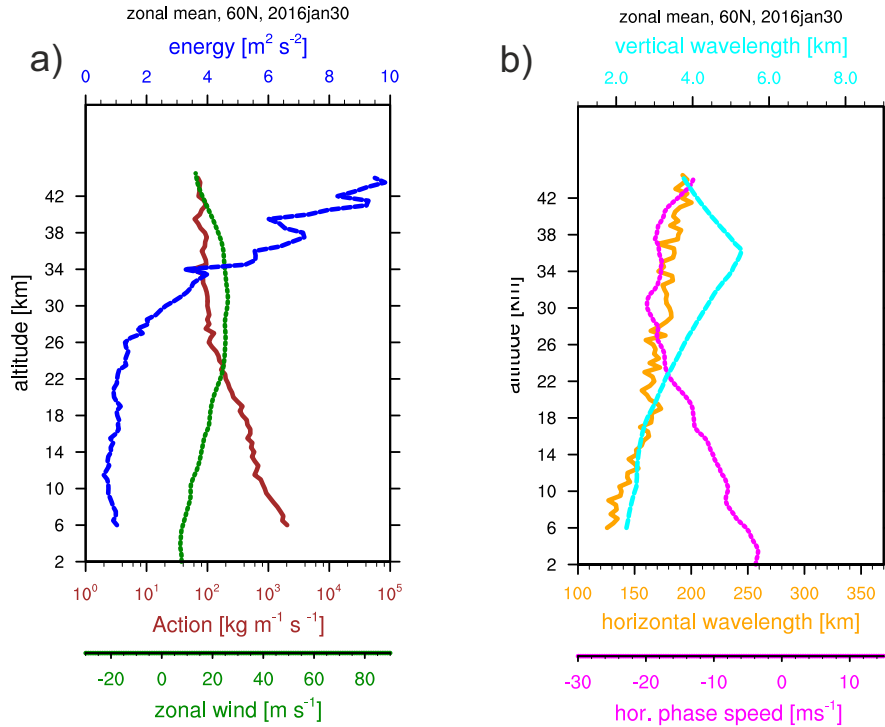 zonal mean, 60N, 2016jan30
a)
energy [m² s⁻²]
0 2 4 6 8 10
altitude [km]
42
38
34
30
26
22
18
14
10
6
2
10⁰ 10¹ 10² 10³ 10⁴ 10⁵
Action [kg m⁻¹ s⁻¹]
-20 0 20 40 60 80
zonal wind [m s⁻¹]
zonal mean, 60N, 2016jan30
b)
vertical wavelength [km]
2.0 4.0 6.0 8.0
altitude [km]
42
38
34
30
26
22
18
14
10
6
2
100 150 200 250 300 350
horizontal wavelength [km]
-30 -20 -10 0 10
hor. phase speed [ms⁻¹]